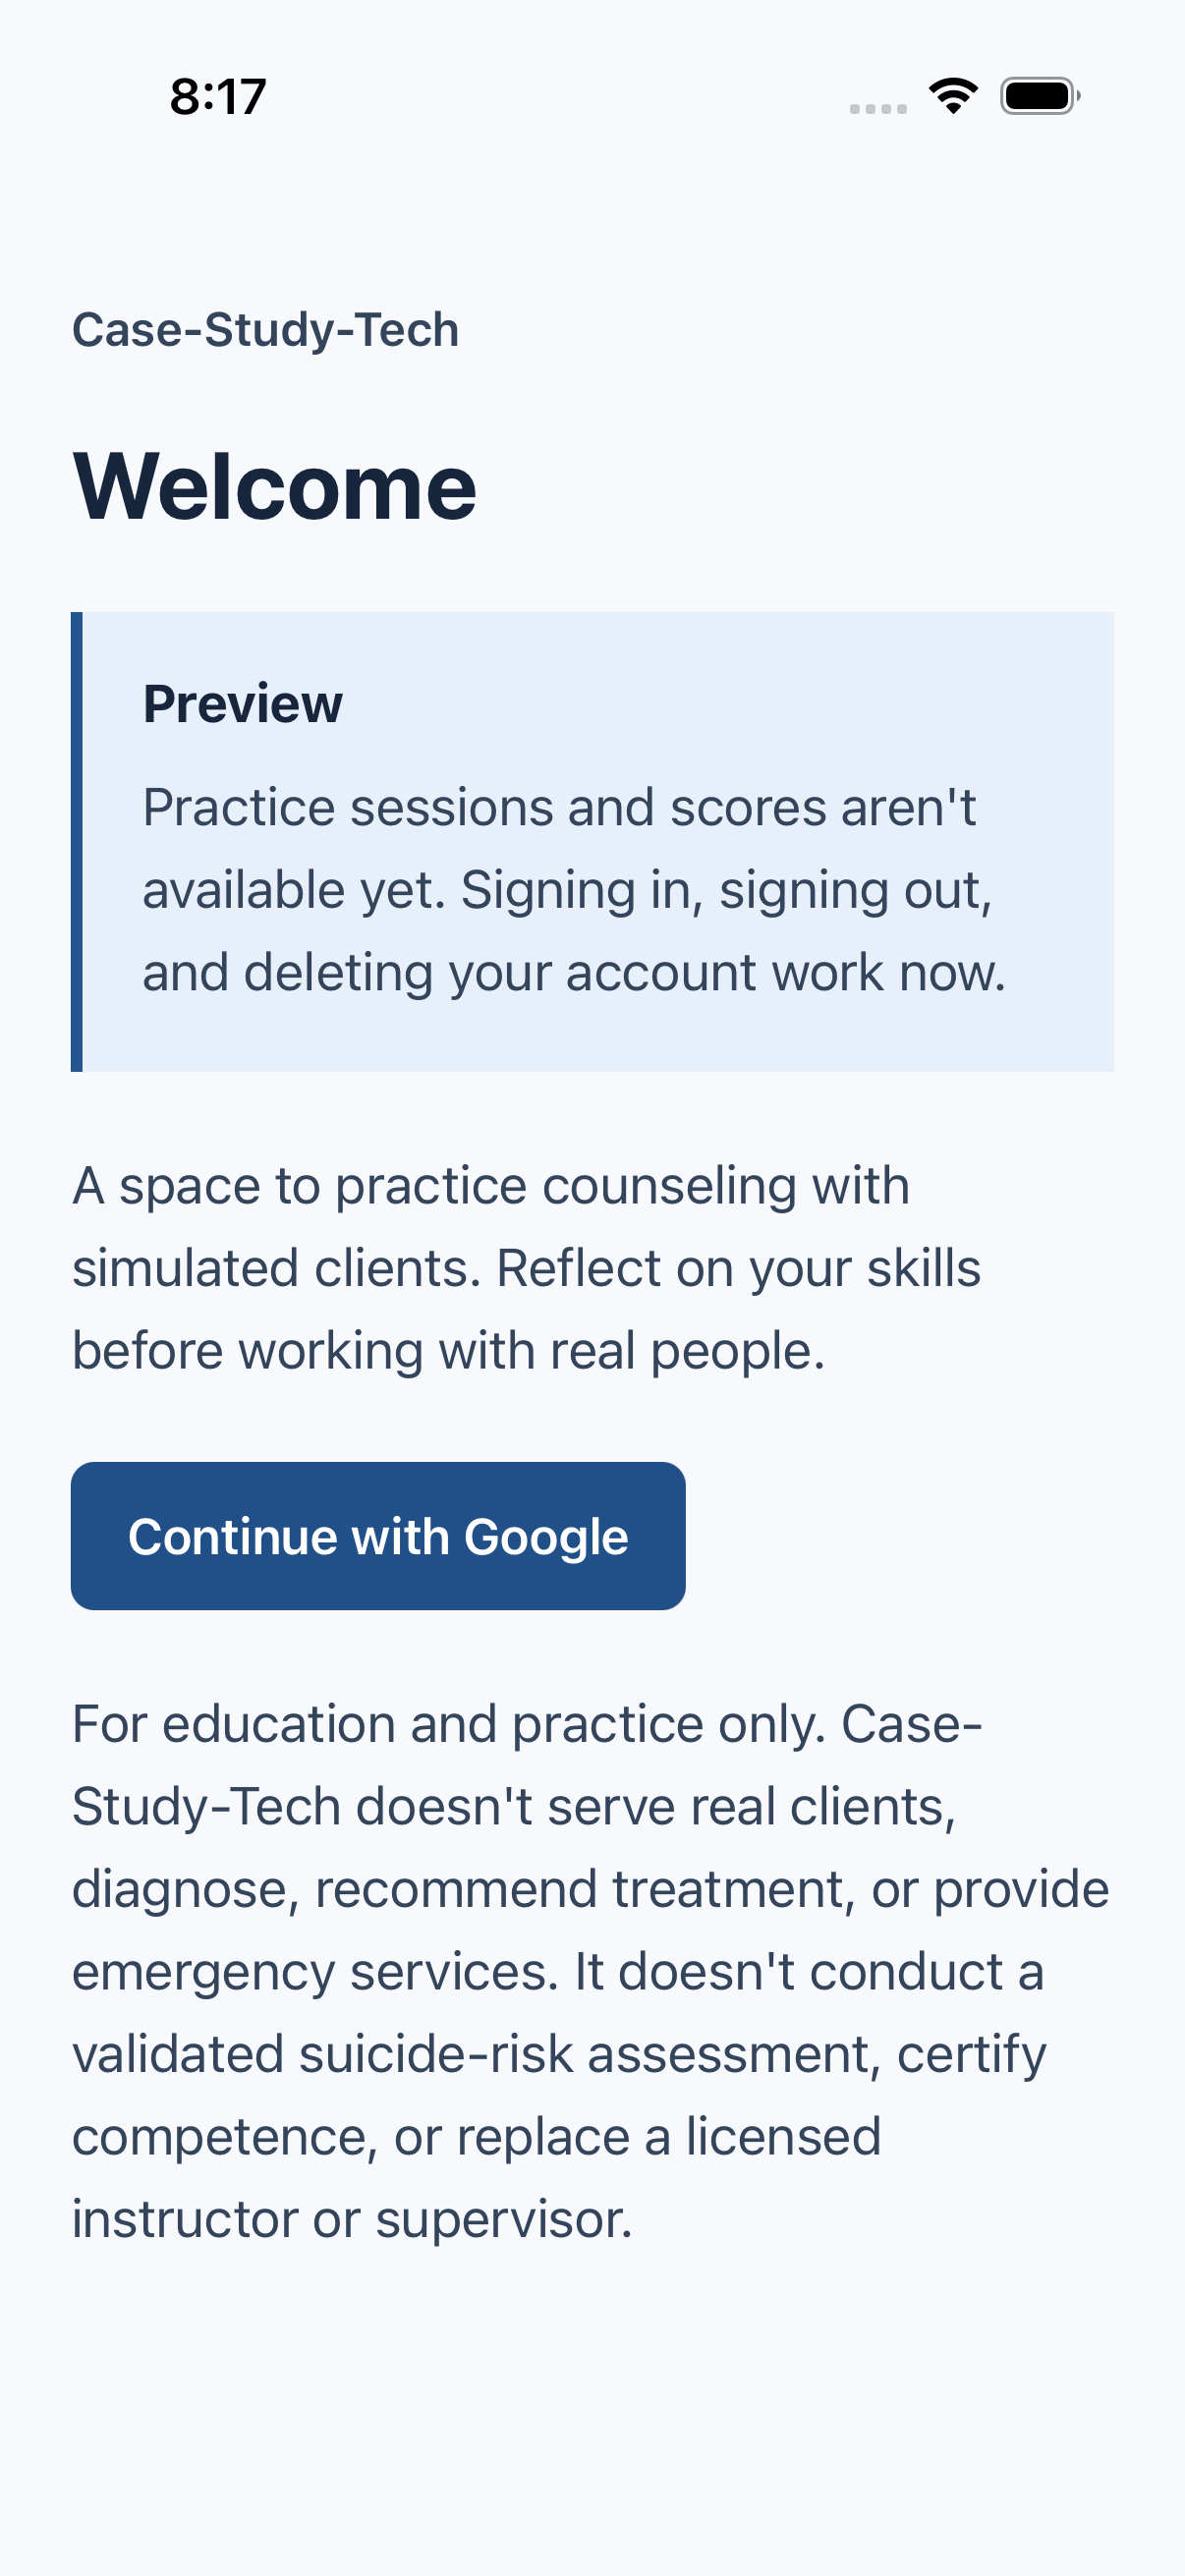 8:17
Case-Study-Tech
Welcome
Preview
Practice sessions and scores aren't
available yet. Signing in, signing out,
and deleting your account work now.
A space to practice counseling with
simulated clients. Reflect on your skills
before working with real people.
Continue with Google
For education and practice only. Case-
Study-Tech doesn't serve real clients,
diagnose, recommend treatment, or provide
emergency services. It doesn't conduct a
validated suicide-risk assessment, certify
competence, or replace a licensed
instructor or supervisor.